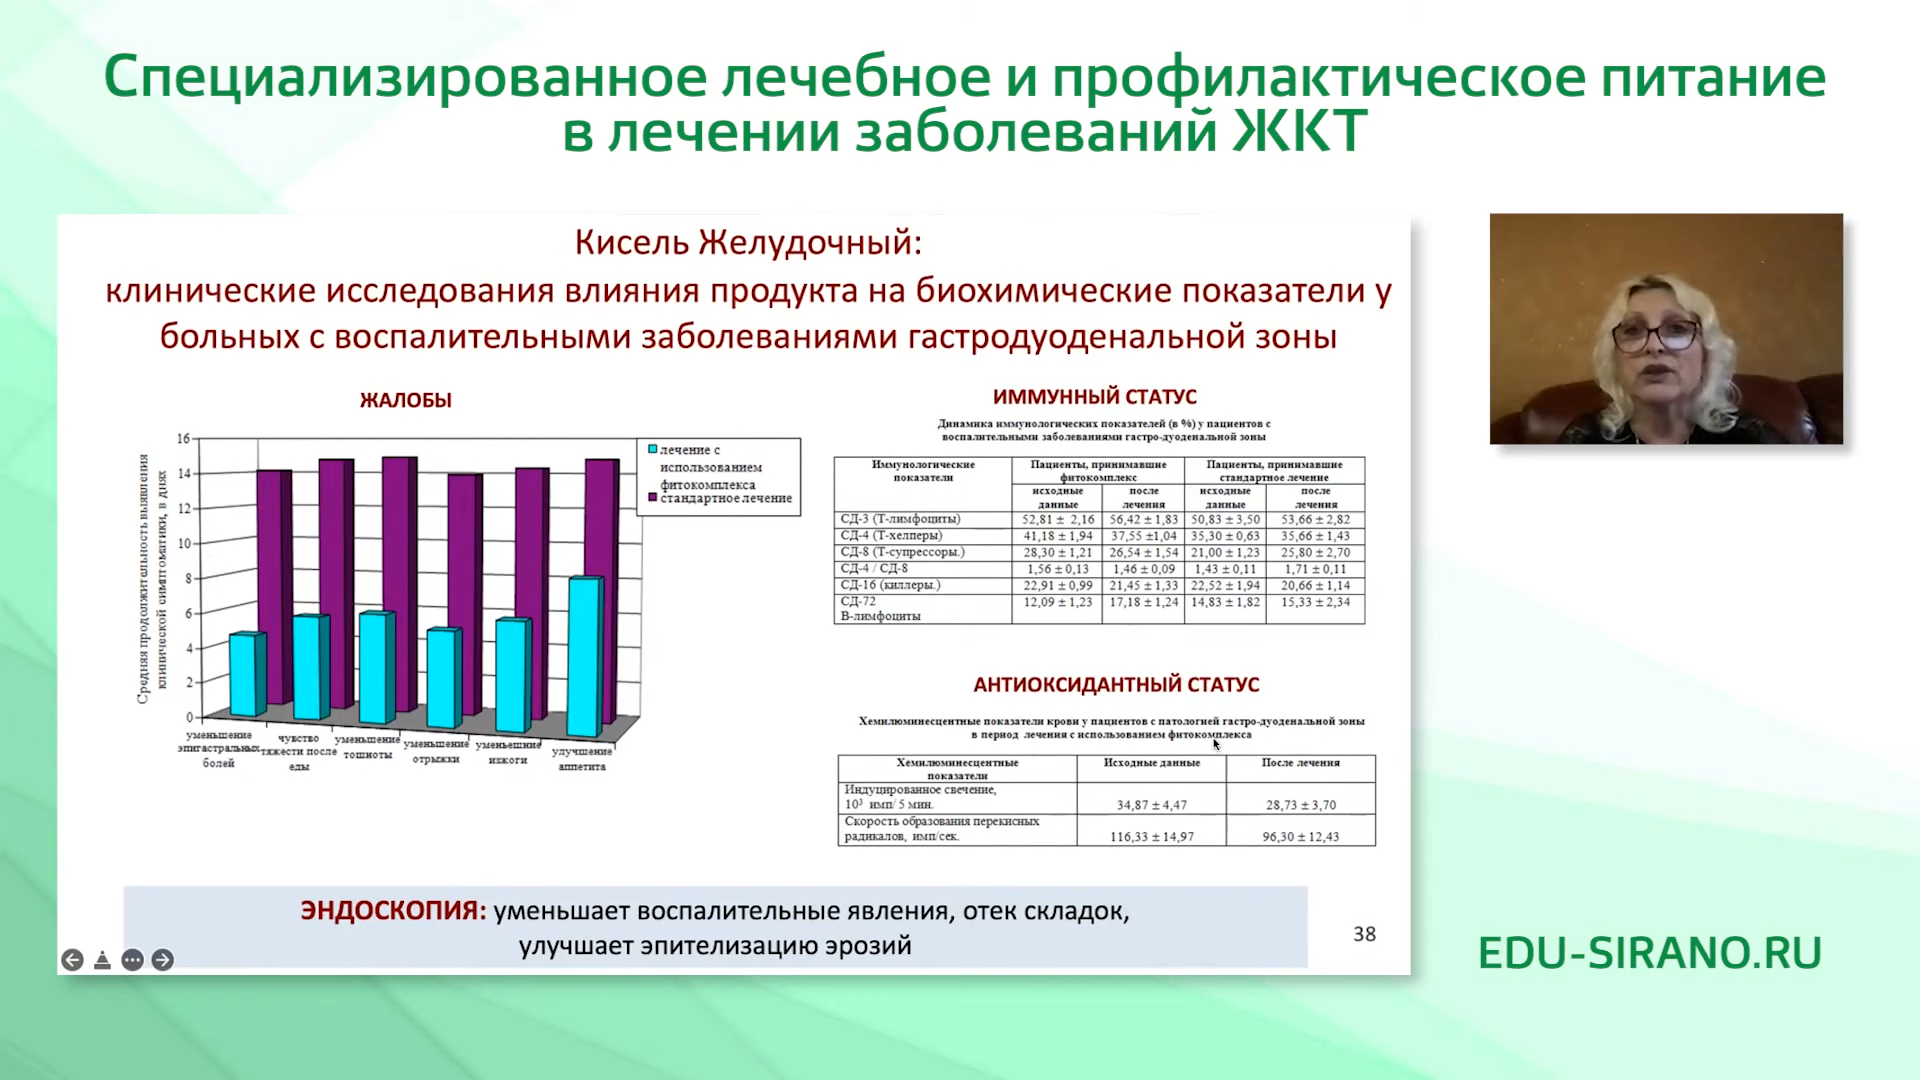 Специализированное лечебное и профилактическое питание
в лечении заболеваний ЖКТ
Кисель Желудочный:
клинические исследования влияния продукта на биохимические показатели у
больных с воспалительными заболеваниями гастродуоденальной зоны
ЖАЛОБЫ
Средняя продолжительность выявления
клинической симптоматики, в днях
16
14
12
10
8
6
4
2
0
лечение с
использованием
фитокомплекса
стандартное лечение
уменьшение
эпигастральных
болей
чувство
тяжести после
еды
уменьшение
тошноты
уменьшение
отрыжки
уменьшение
изжоги
улучшение
аппетита
ИММУННЫЙ СТАТУС
Динамика иммунологических показателей (в %) у пациентов с
воспалительными заболеваниями гастро-дуоденальной зоны
Иммунологические показатели Пациенты, принимавшие фитокомплекс Пациенты, принимавшие стандартное лечение
исходные данные после лечения исходные данные после лечения
СД-3 (Т-лимфоциты) 52,81 ± 2,16 56,42 ± 1,83 50,83 ± 3,50 53,66 ± 2,82
СД-4 (Т-хелперы) 41,18 ± 1,94 37,55 ±1,04 35,30 ± 0,63 35,66 ± 1,43
СД-8 (Т-супрессоры.) 28,30 ± 1,21 26,54 ± 1,54 21,00 ± 1,23 25,80 ± 2,70
СД-4 / СД-8 1,56 ± 0,13 1,46 ± 0,09 1,43 ± 0,11 1,71 ± 0,11
СД-16 (киллеры.) 22,91 ± 0,99 21,45 ± 1,33 22,52 ± 1,94 20,66 ± 1,14
СД-72 12,09 ± 1,23 17,18 ± 1,24 14,83 ± 1,82 15,33 ± 2,34
В-лимфоциты
АНТИОКСИДАНТНЫЙ СТАТУС
Хемилюминесцентные показатели крови у пациентов с патологией гастро-дуоденальной зоны
в период лечения с использованием фитокомплекса
Хемилюминесцентные показатели Исходные данные После лечения
Индуцированное свечение,
10³ имп/ 5 мин. 34,87 ± 4,47 28,73 ± 3,70
Скорость образования перекисных
радикалов, имп/сек. 116,33 ± 14,97 96,30 ± 12,43
ЭНДОСКОПИЯ: уменьшает воспалительные явления, отек складок,
улучшает эпителизацию эрозий
38
EDU-SIRANO.RU